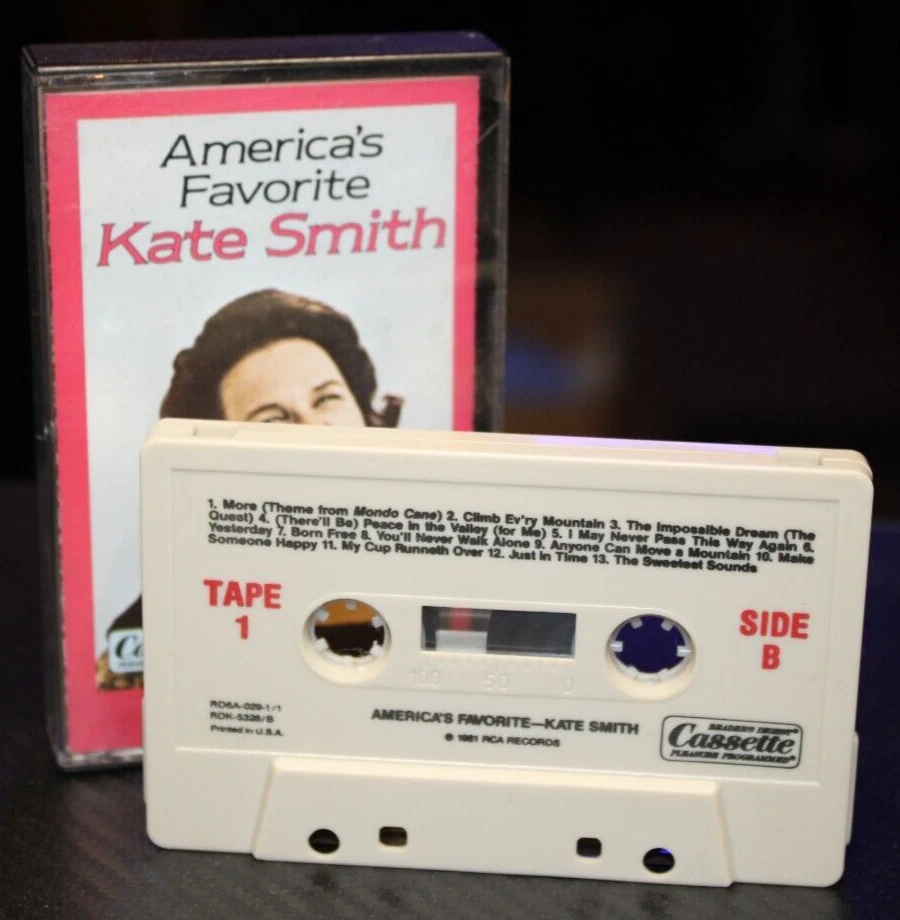 America's
Favorite
Kate Smith
1. More (Theme from Mondo Cane) 2. Climb Ev'ry Mountain 3. The Impossible Dream (The
Quest) 4. (There'll Be) Peace in the Valley (for Me) 5. I May Never Pass This Way Again 6.
Yesterday 7. Born Free 8. You'll Never Walk Alone 9. Anyone Can Move a Mountain 10. Make
Someone Happy 11. My Cup Runneth Over 12. Just in Time 13. The Sweetest Sounds
TAPE
1
SIDE
B
100 50 0
RD6A-029-1/1
RDK-5326/B
Printed in U.S.A.
AMERICA'S FAVORITE—KATE SMITH
℗ 1981 RCA RECORDS
READER'S DIGEST®
Cassette
PLEASURE PROGRAMMED®